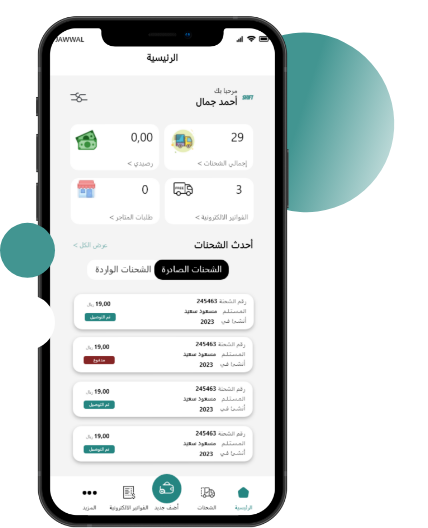 JAWWAL
الرئيسية
مرحبا بك
أحمد جمال
29
0,00
إجمالي الشحنات >
رصيدي >
3
0
الفواتير الالكترونية >
طلبات المتاجر >
أحدث الشحنات
عرض الكل >
الشحنات الصادرة
الشحنات الواردة
رقم الشحنة 245463
19,00
المستلم مسعود سعيد
أنشئ في 2023
تم التوصيل
رقم الشحنة 245463
19,00
المستلم مسعود سعيد
أنشئ في 2023
مدفوع
رقم الشحنة 245463
19,00
المستلم مسعود سعيد
أنشئ في 2023
تم التوصيل
رقم الشحنة 245463
19,00
المستلم مسعود سعيد
أنشئ في 2023
تم التوصيل
الرئيسية
الشحنات
أضف جديد
الفواتير الالكترونية
المزيد